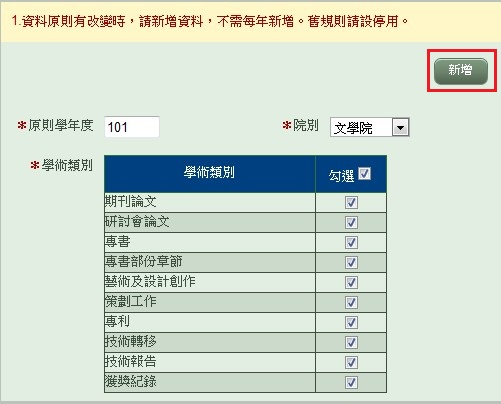 1.資料原則有改變時，請新增資料，不需每年新增。舊規則請設停用。
新增
*原則學年度 101 *院別 文學院
*學術類別
學術類別 勾選
期刊論文
研討會論文
專書
專書部份章節
藝術及設計創作
策劃工作
專利
技術轉移
技術報告
獲獎紀錄